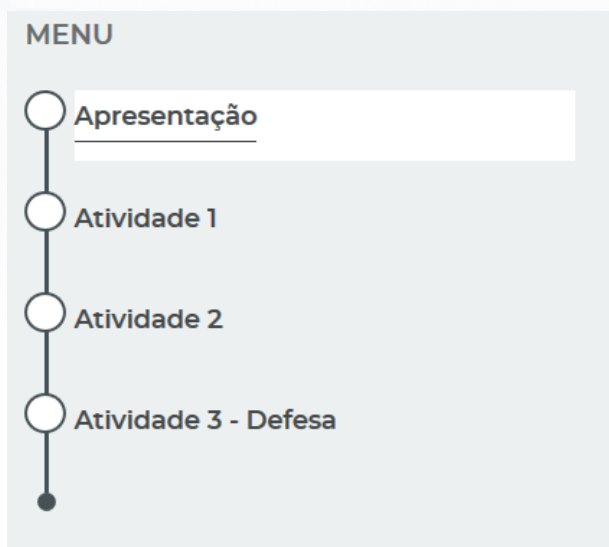 MENU
Apresentação
Atividade 1
Atividade 2
Atividade 3 - Defesa